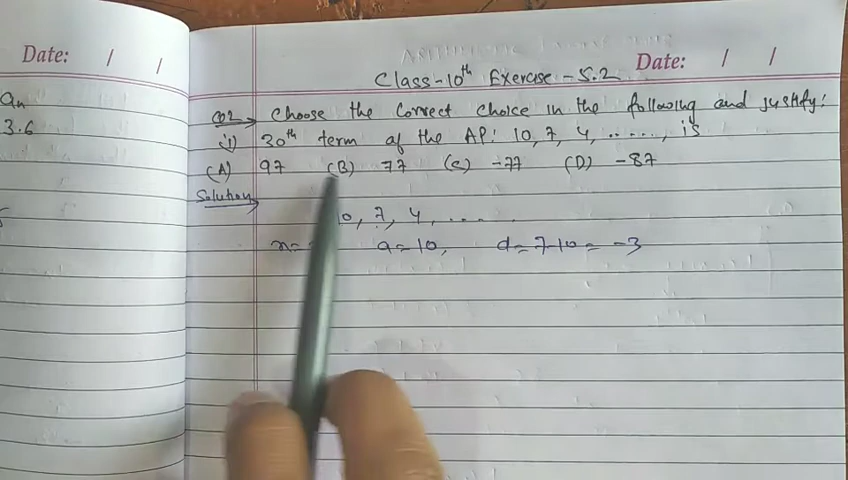 Date: / /
an
3.6
Date: / /
Class-10th Exercise-5.2
Q2→ Choose the Correct choice in the following and justify:
(i) 30th term of the AP: 10, 7, 4, ....., is
(A) 97 (B) 77 (C) -77 (D) -87
Solution→
10, 7, 4, ....
n= a=10, d=7-10= -3